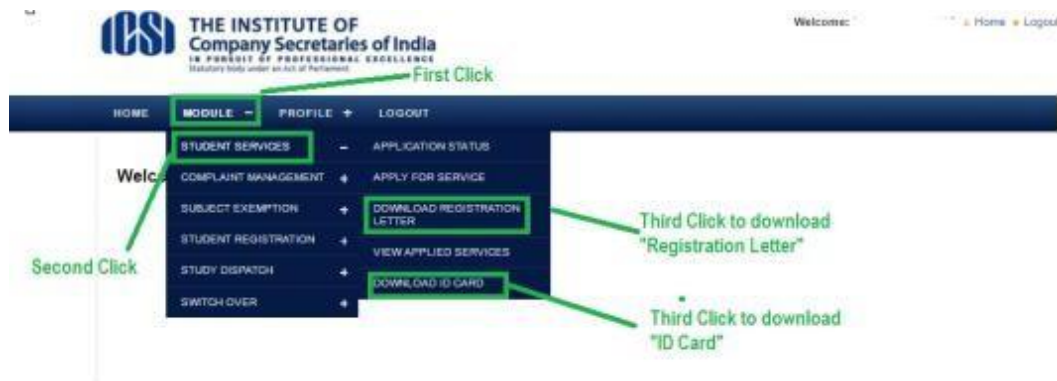 ICSI
THE INSTITUTE OF
Company Secretaries of India
IN PURSUIT OF PROFESSIONAL EXCELLENCE
Statutory body under an Act of Parliament
Welcome:
Home Logout
First Click
HOME MODULE - PROFILE + LOGOUT
STUDENT SERVICES - APPLICATION STATUS
Welc COMPLAINT MANAGEMENT + APPLY FOR SERVICE
SUBJECT EXEMPTION + DOWNLOAD REGISTRATION
LETTER
STUDENT REGISTRATION + VIEW APPLIED SERVICES
STUDY DISPATCH + DOWNLOAD ID CARD
SWITCH OVER +
Second Click
Third Click to download
"Registration Letter"
Third Click to download
"ID Card"